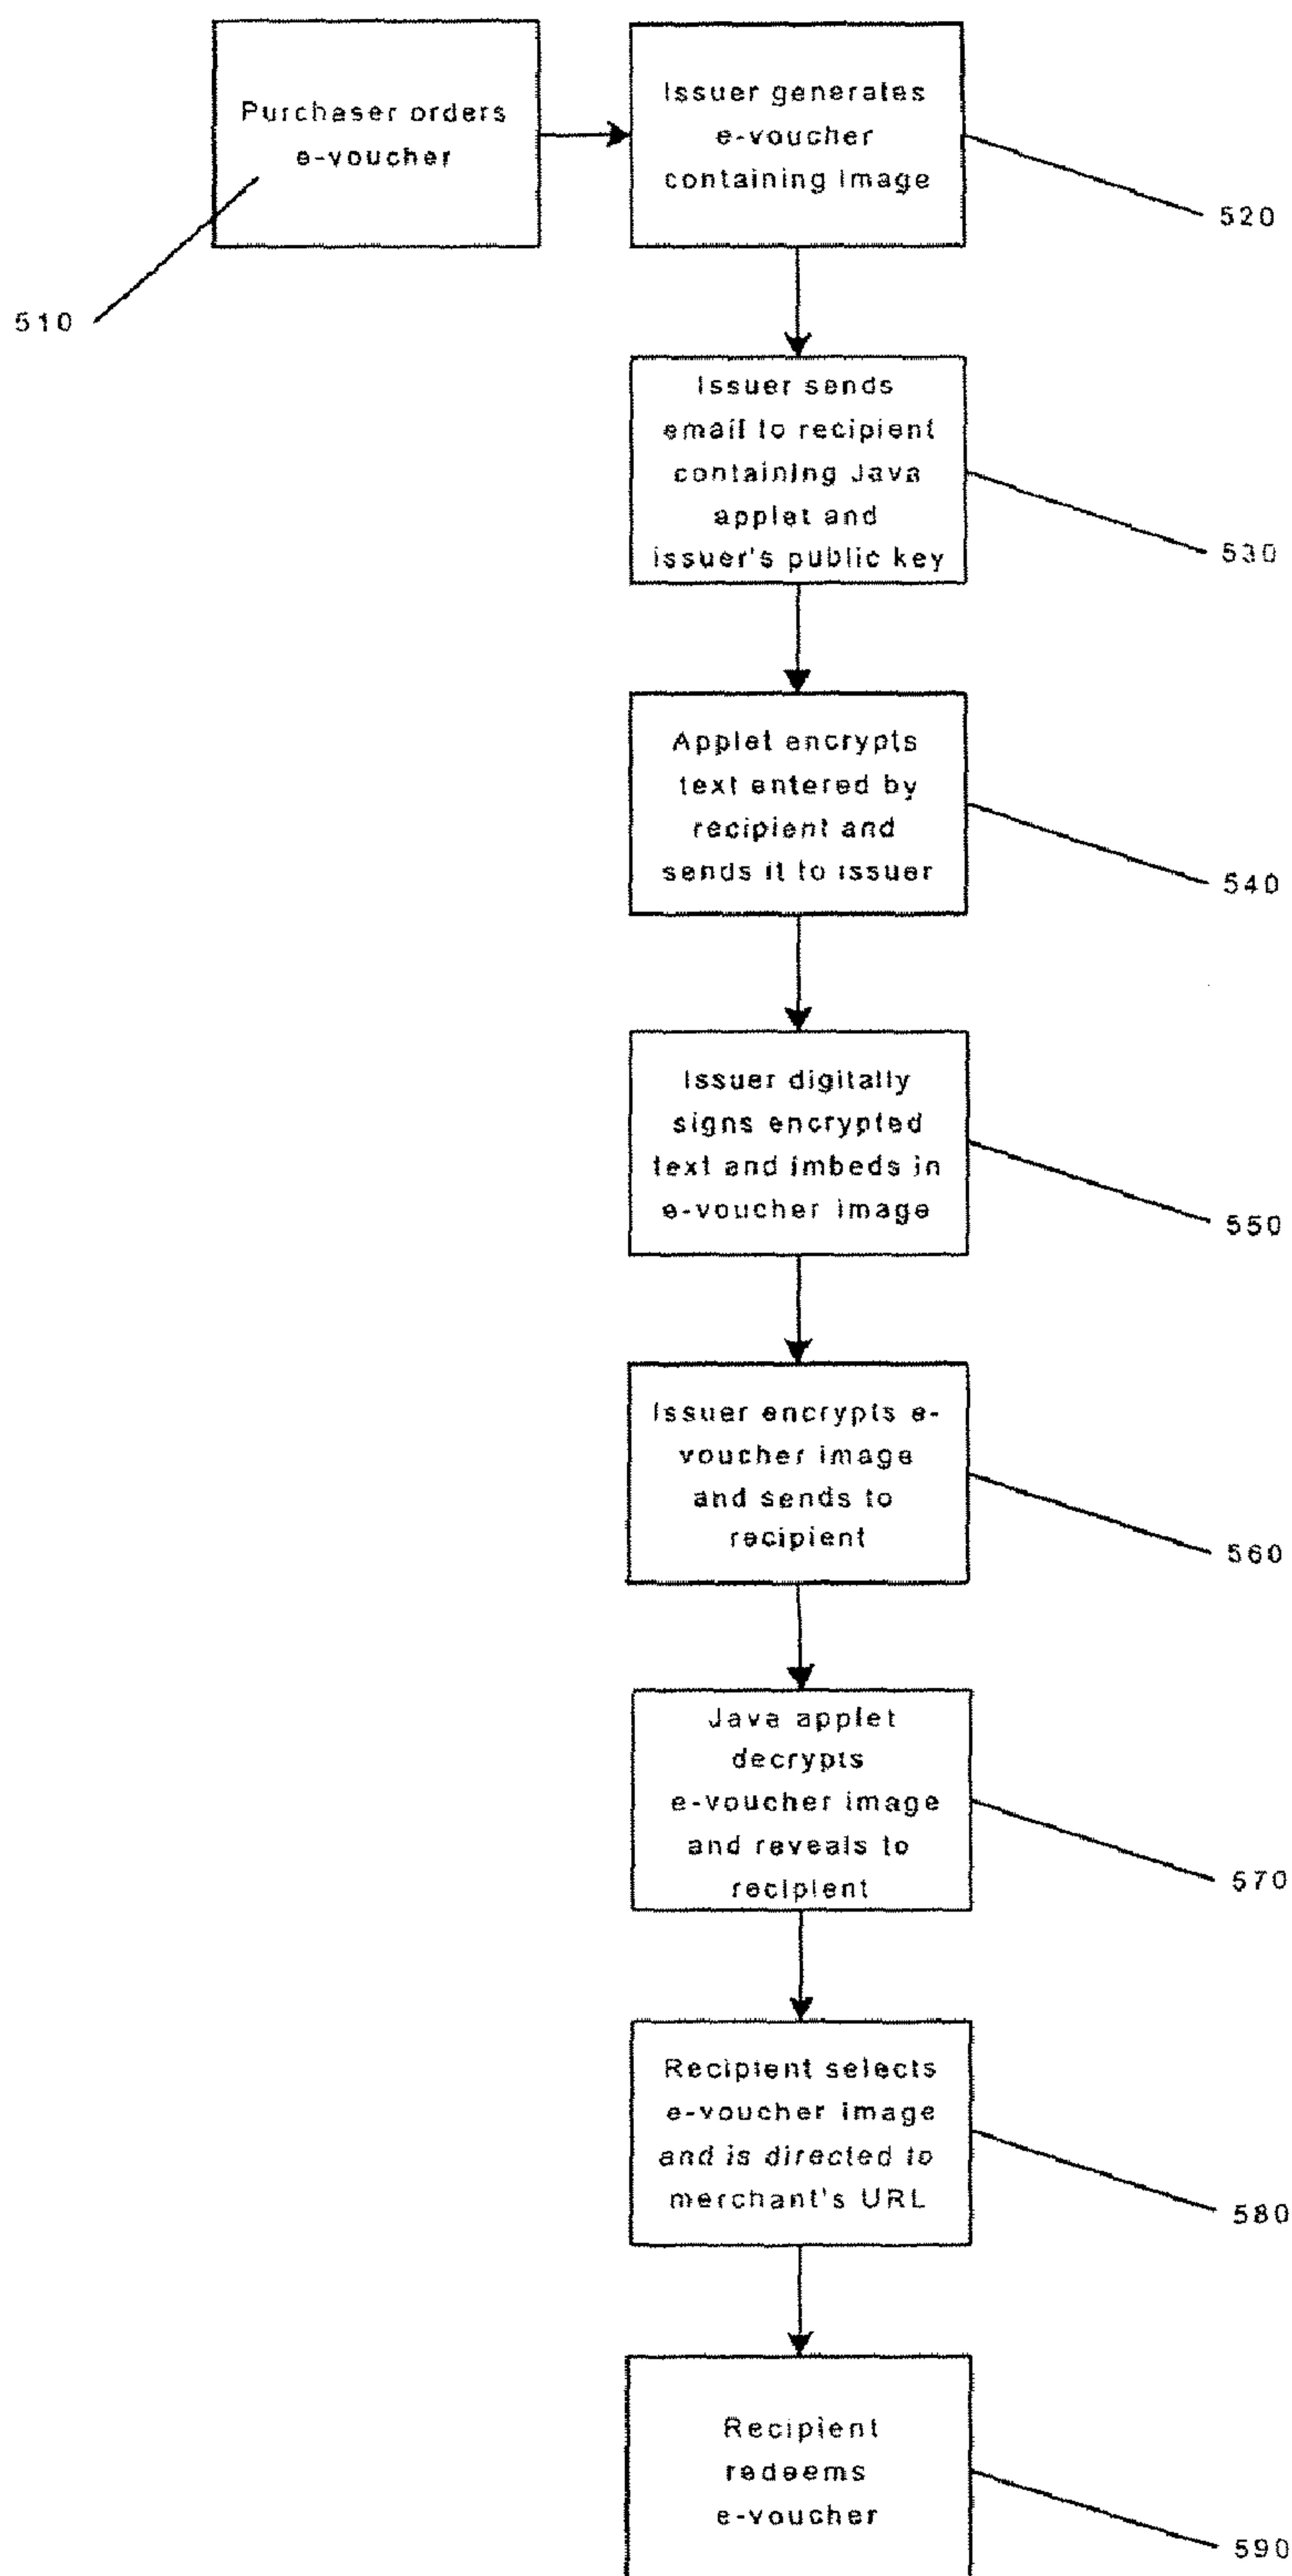 Purchaser orders
e-voucher
510
Issuer generates
e-voucher
containing image
520
Issuer sends
email to recipient
containing Java
applet and
issuer's public key
530
Applet encrypts
text entered by
recipient and
sends it to issuer
540
Issuer digitally
signs encrypted
text and imbeds in
e-voucher image
550
Issuer encrypts e-
voucher image
and sends to
recipient
560
Java applet
decrypts
e-voucher image
and reveals to
recipient
570
Recipient selects
e-voucher image
and is directed to
merchant's URL
580
Recipient
redeems
e-voucher
590